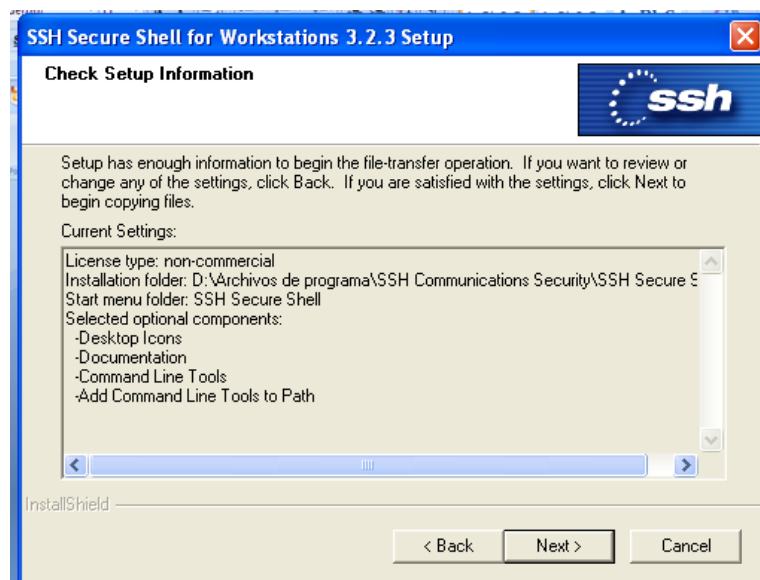 SSH Secure Shell for Workstations 3.2.3 Setup
Check Setup Information
ssh
Setup has enough information to begin the file-transfer operation.  If you want to review or
change any of the settings, click Back.  If you are satisfied with the settings, click Next to
begin copying files.
Current Settings:
License type: non-commercial
Installation folder: D:\Archivos de programa\SSH Communications Security\SSH Secure S
Start menu folder: SSH Secure Shell
Selected optional components:
-Desktop Icons
-Documentation
-Command Line Tools
-Add Command Line Tools to Path
InstallShield
< Back
Next >
Cancel